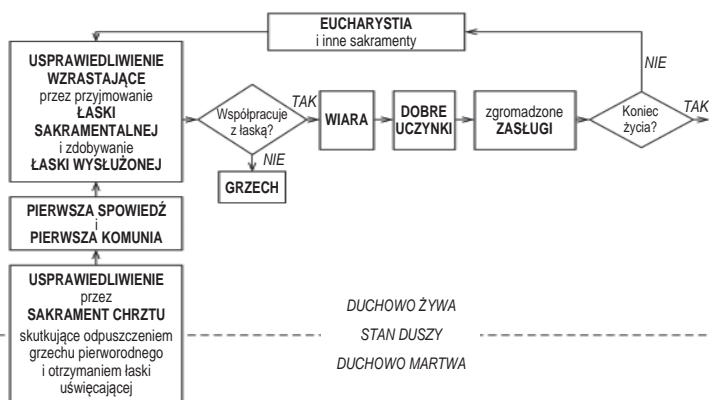 EUCHARYSTIA
i inne sakramenty
NIE
USPRAWIEDLIWIENIE
WZRASTAJĄCE
przez przyjmowanie
ŁASKI
SAKRAMENTALNEJ
i zdobywanie
ŁASKI WYSŁUŻONEJ
Współpracuje
z łaską?
TAK
NIE
GRZECH
WIARA
DOBRE
UCZYNKI
zgromadzone
ZASŁUGI
Koniec
życia?
TAK
PIERWSZA SPOWIEDŹ
i
PIERWSZA KOMUNIA
USPRAWIEDLIWIENIE
przez
SAKRAMENT CHRZTU
skutkujące odpuszczeniem
grzechu pierworodnego
i otrzymaniem łaski
uświęcającej
DUCHOWO ŻYWA
STAN DUSZY
DUCHOWO MARTWA